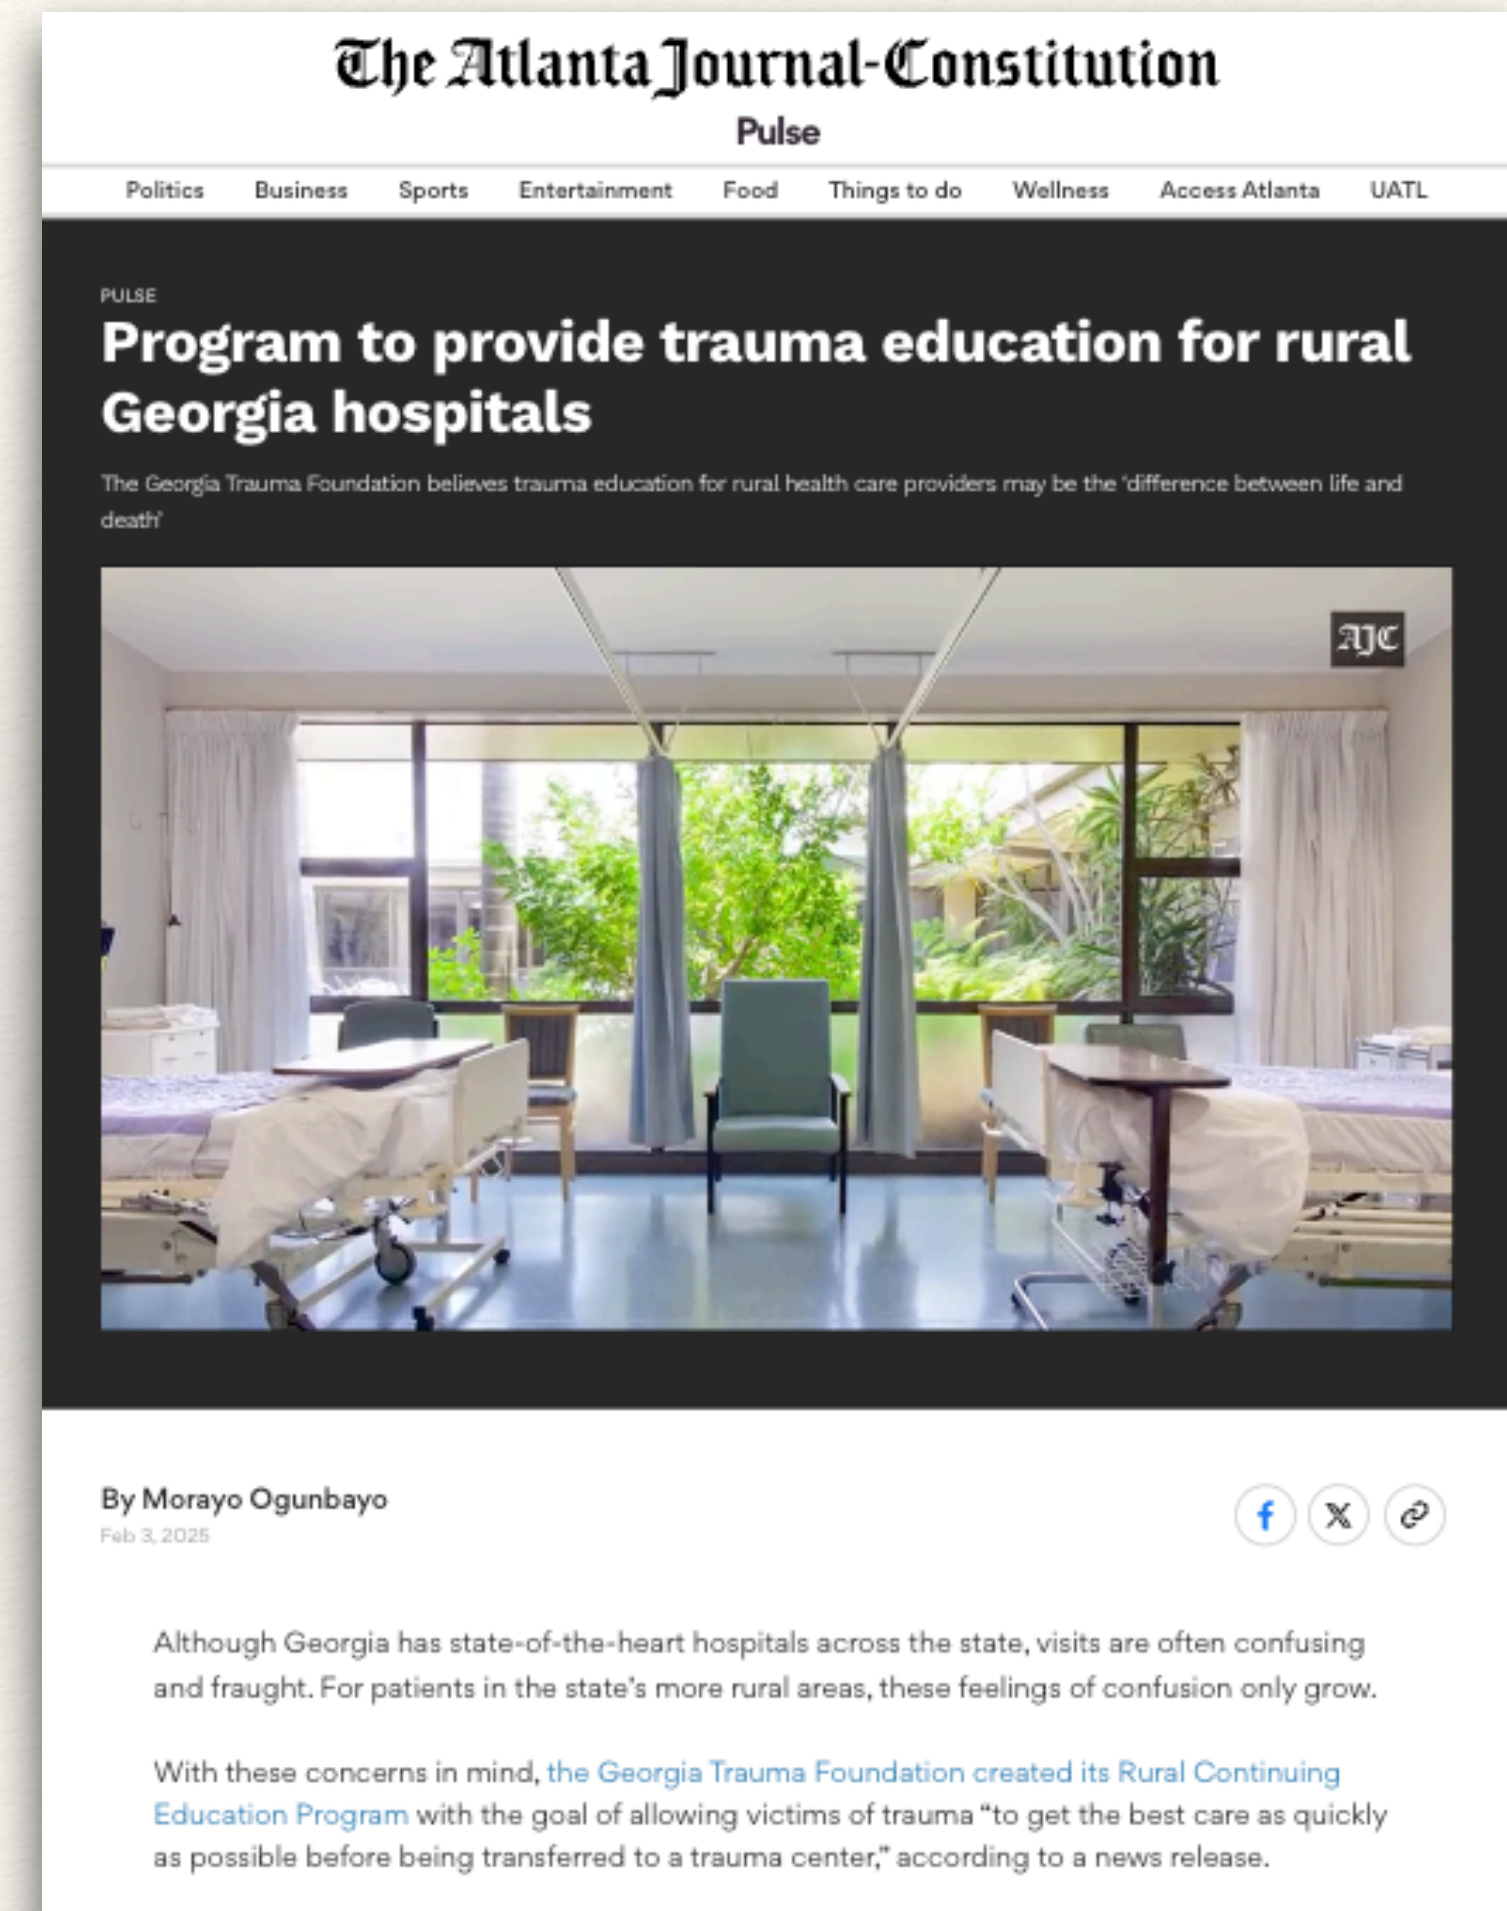 The Atlanta Journal-Constitution
Pulse
Politics Business Sports Entertainment Food Things to do Wellness Access Atlanta UATL
PULSE
Program to provide trauma education for rural
Georgia hospitals
The Georgia Trauma Foundation believes trauma education for rural health care providers may be the ‘difference between life and
death’
AJC
By Morayo Ogunbayo
Feb 3, 2025
Although Georgia has state-of-the-heart hospitals across the state, visits are often confusing
and fraught. For patients in the state’s more rural areas, these feelings of confusion only grow.
With these concerns in mind, the Georgia Trauma Foundation created its Rural Continuing
Education Program with the goal of allowing victims of trauma “to get the best care as quickly
as possible before being transferred to a trauma center,” according to a news release.